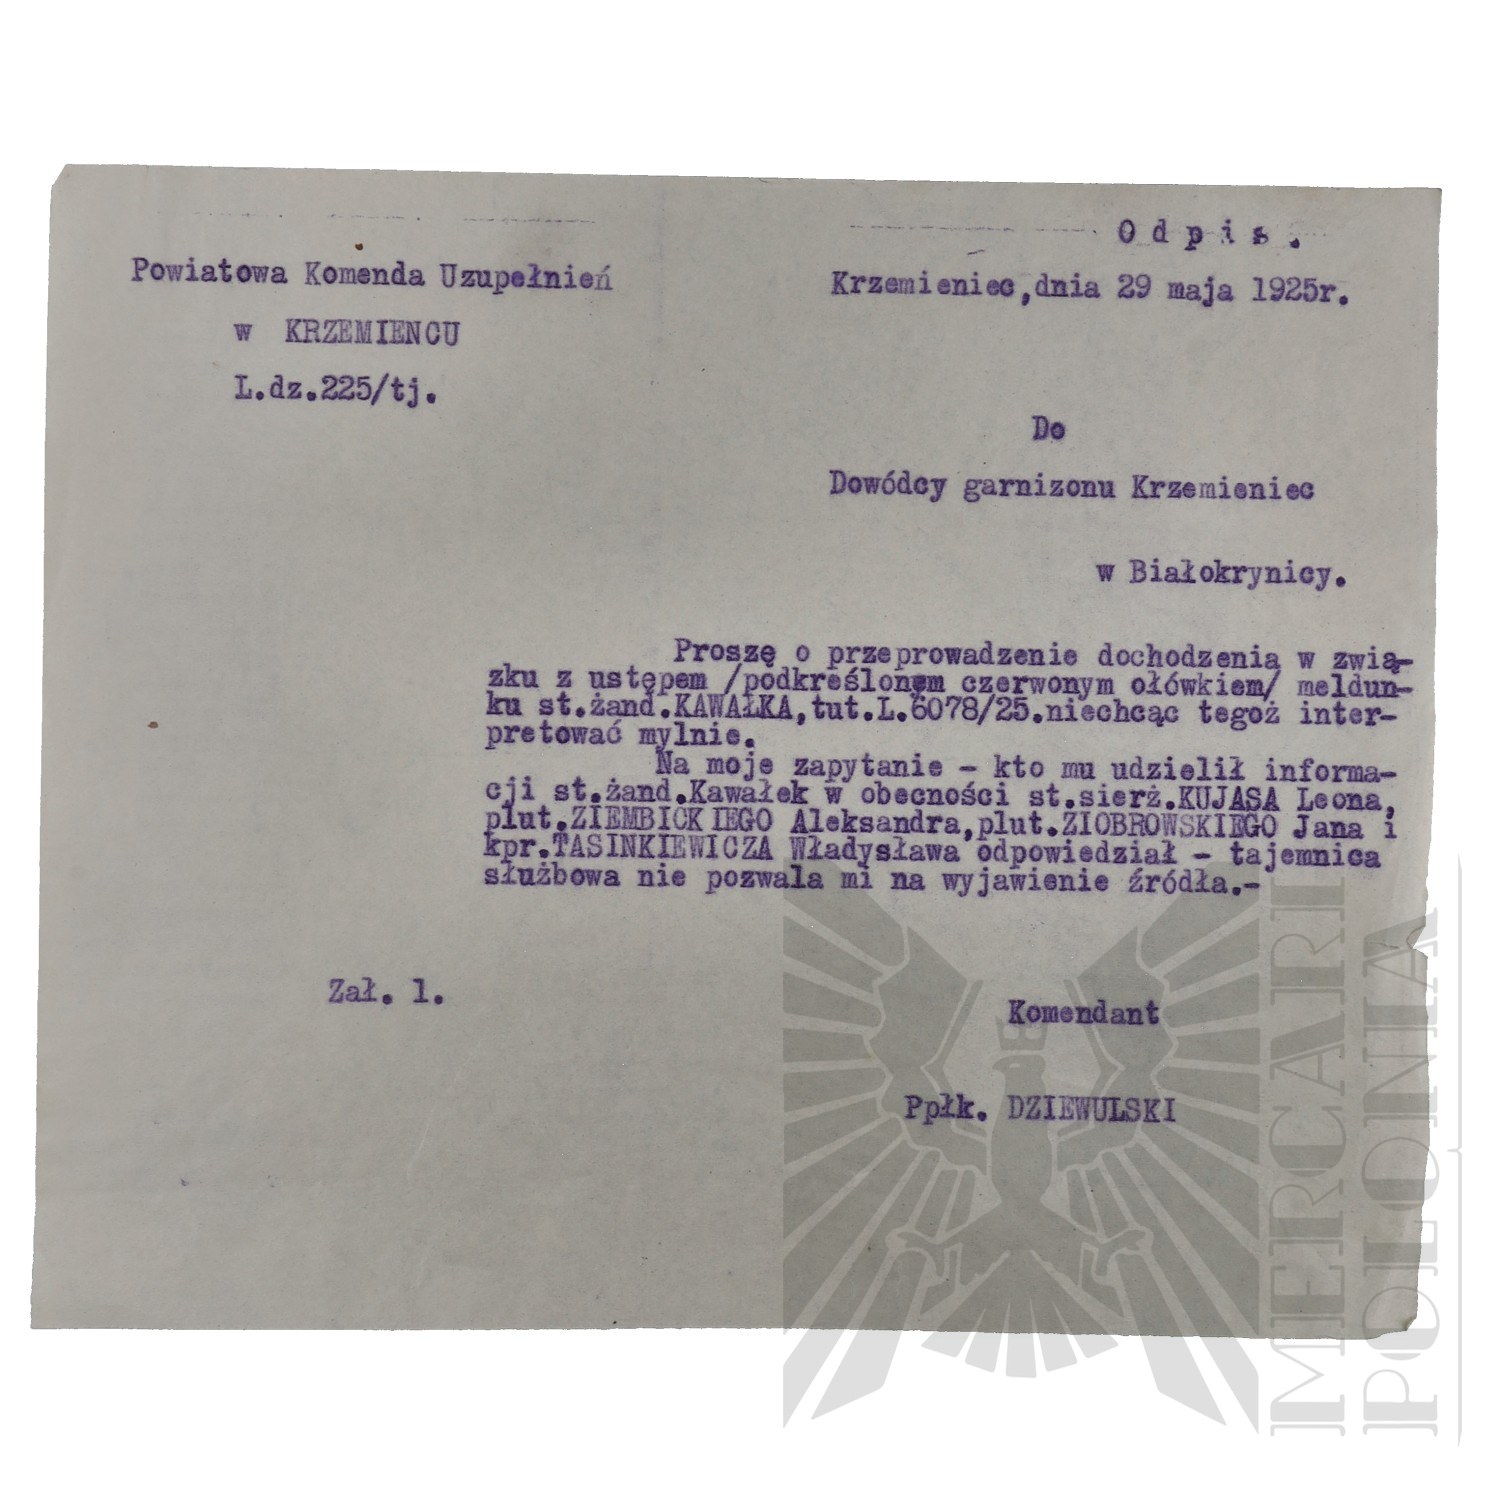 O d p i s .
Powiatowa Komenda Uzupełnień
Krzemieniec,dnia 29 maja 1925r.
w KRZEMIENCU
L.dz.225/tj.
Do
Dowódcy garnizonu Krzemieniec
w Białokrynicy.
Proszę o przeprowadzenie dochodzenia w zwią-
zku z ustępem /podkreślonem czerwonym ołówkiem/ meldun-
ku st.żand.KAWAŁKA,tut.L.6078/25.niechcąc tegoż inter-
pretować mylnie.
Na moje zapytanie - kto mu udzielił informa-
cji st.żand.Kawałek w obecności st.sierż.KUJASA Leona,
plut.ZIEMBICKIEGO Aleksandra,plut.ZIOBROWSKIEGO Jana i
kpr.TASINKIEWICZA Władysława odpowiedział - tajemnica
służbowa nie pozwala mi na wyjawienie źródła.-
Zał. 1.
Komendant
Ppłk. DZIEWULSKI
MERCARI
POLONIA